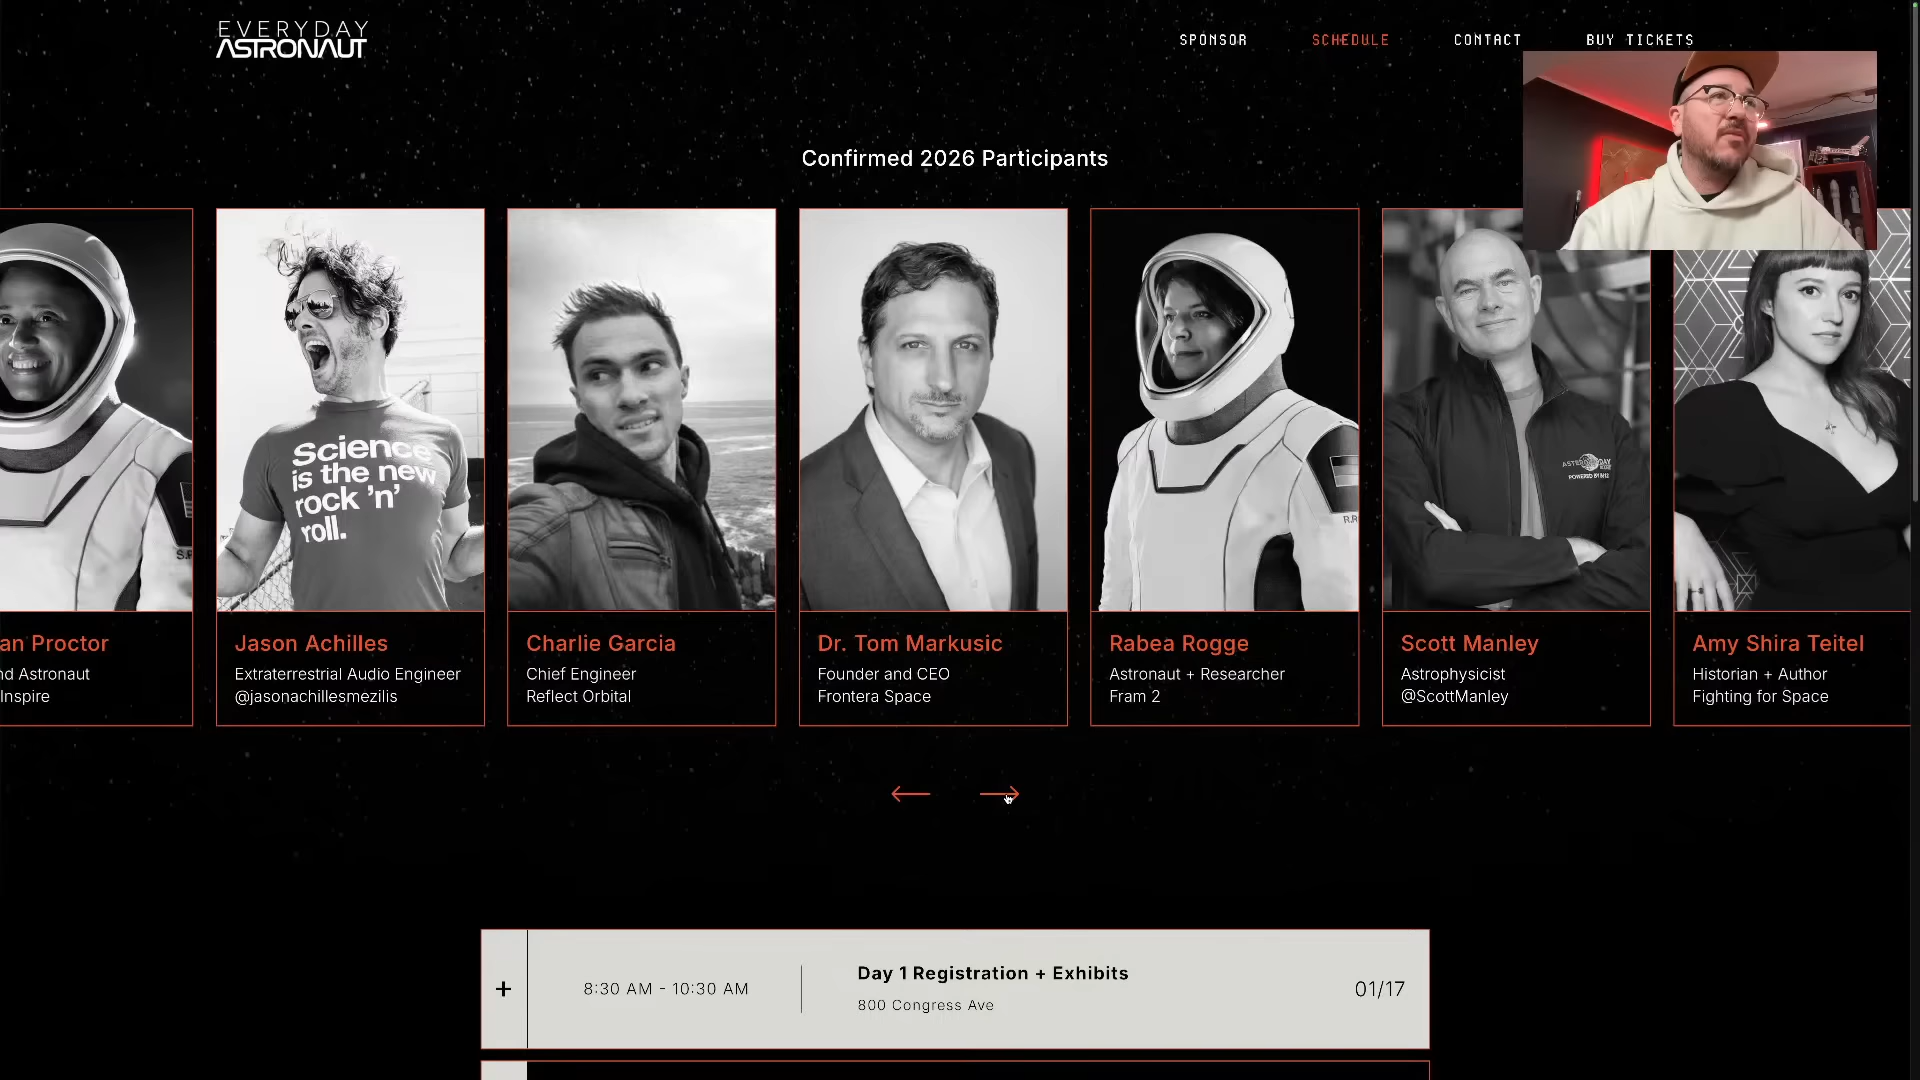 EVERYDAY
ASTRONAUT
SPONSOR
SCHEDULE
CONTACT
BUY TICKETS
Confirmed 2026 Participants
Science
is the new
rock 'n'
roll.
an Proctor
nd Astronaut
Inspire
Jason Achilles
Extraterrestrial Audio Engineer
@jasonachillesmezilis
Charlie Garcia
Chief Engineer
Reflect Orbital
Dr. Tom Markusic
Founder and CEO
Frontera Space
Rabea Rogge
Astronaut + Researcher
Fram 2
Scott Manley
Astrophysicist
@ScottManley
Amy Shira Teitel
Historian + Author
Fighting for Space
+
8:30 AM - 10:30 AM
Day 1 Registration + Exhibits
800 Congress Ave
01/17